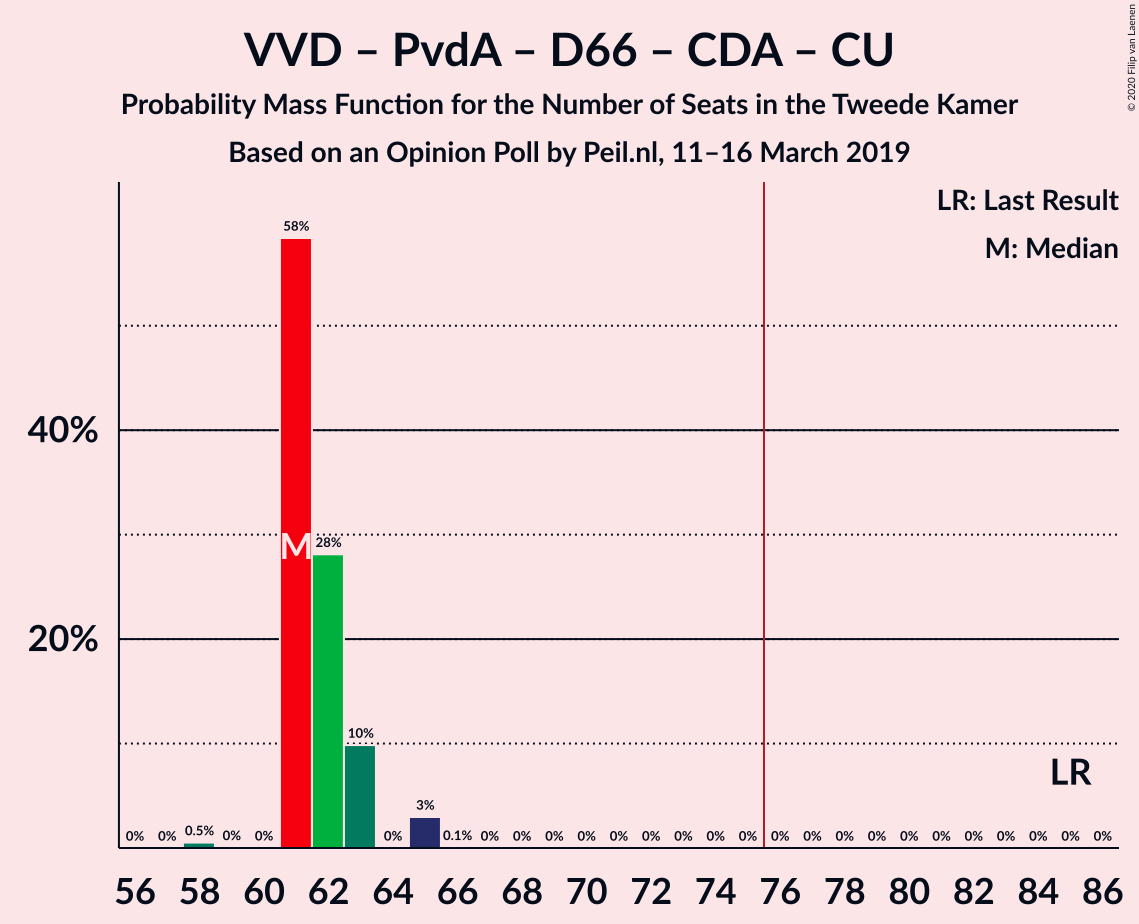 VVD – PvdA – D66 – CDA – CU
Probability Mass Function for the Number of Seats in the Tweede Kamer
Based on an Opinion Poll by Peil.nl, 11–16 March 2019
© 2020 Filip van Laenen
LR: Last Result
M: Median
58%
40%
M
28%
20%
10%
LR
3%
0% 0% 0.5% 0% 0% 0% 0.1% 0% 0% 0% 0% 0% 0% 0% 0% 0% 0% 0% 0% 0% 0% 0% 0% 0% 0% 0% 0%
56 58 60 62 64 66 68 70 72 74 76 78 80 82 84 86